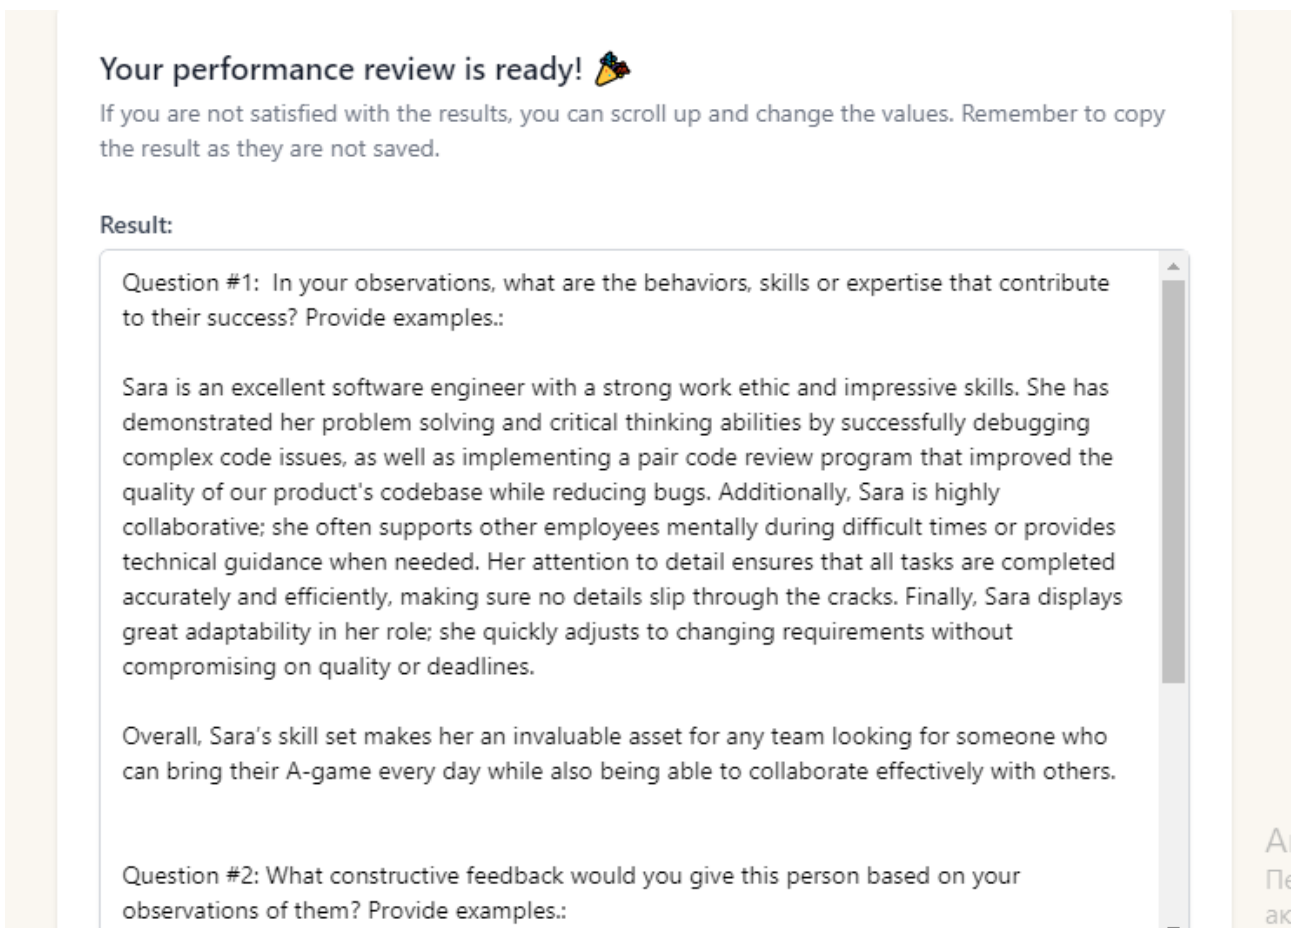 Your performance review is ready! 🎉
If you are not satisfied with the results, you can scroll up and change the values. Remember to copy
the result as they are not saved.
Result:
Question #1:  In your observations, what are the behaviors, skills or expertise that contribute
to their success? Provide examples.:
Sara is an excellent software engineer with a strong work ethic and impressive skills. She has
demonstrated her problem solving and critical thinking abilities by successfully debugging
complex code issues, as well as implementing a pair code review program that improved the
quality of our product's codebase while reducing bugs. Additionally, Sara is highly
collaborative; she often supports other employees mentally during difficult times or provides
technical guidance when needed. Her attention to detail ensures that all tasks are completed
accurately and efficiently, making sure no details slip through the cracks. Finally, Sara displays
great adaptability in her role; she quickly adjusts to changing requirements without
compromising on quality or deadlines.
Overall, Sara's skill set makes her an invaluable asset for any team looking for someone who
can bring their A-game every day while also being able to collaborate effectively with others.
Question #2: What constructive feedback would you give this person based on your
observations of them? Provide examples.: